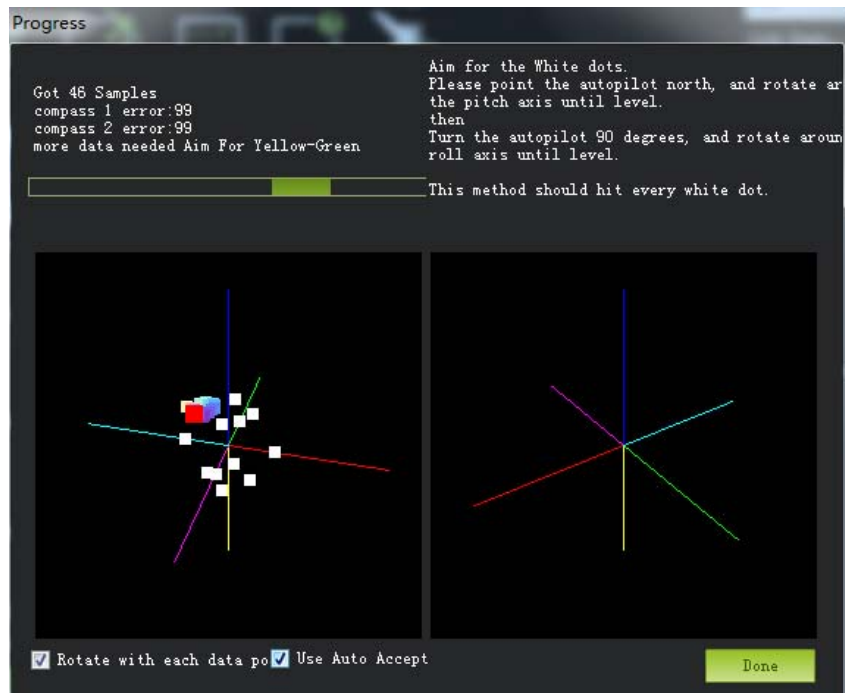 Progress
Got 46 Samples
compass 1 error:99
compass 2 error:99
more data needed Aim For Yellow-Green
Aim for the White dots.
Please point the autopilot north, and rotate ar
the pitch axis until level.
then
Turn the autopilot 90 degrees, and rotate aroun
roll axis until level.
This method should hit every white dot.
Rotate with each data po
Use Auto Accept
Done